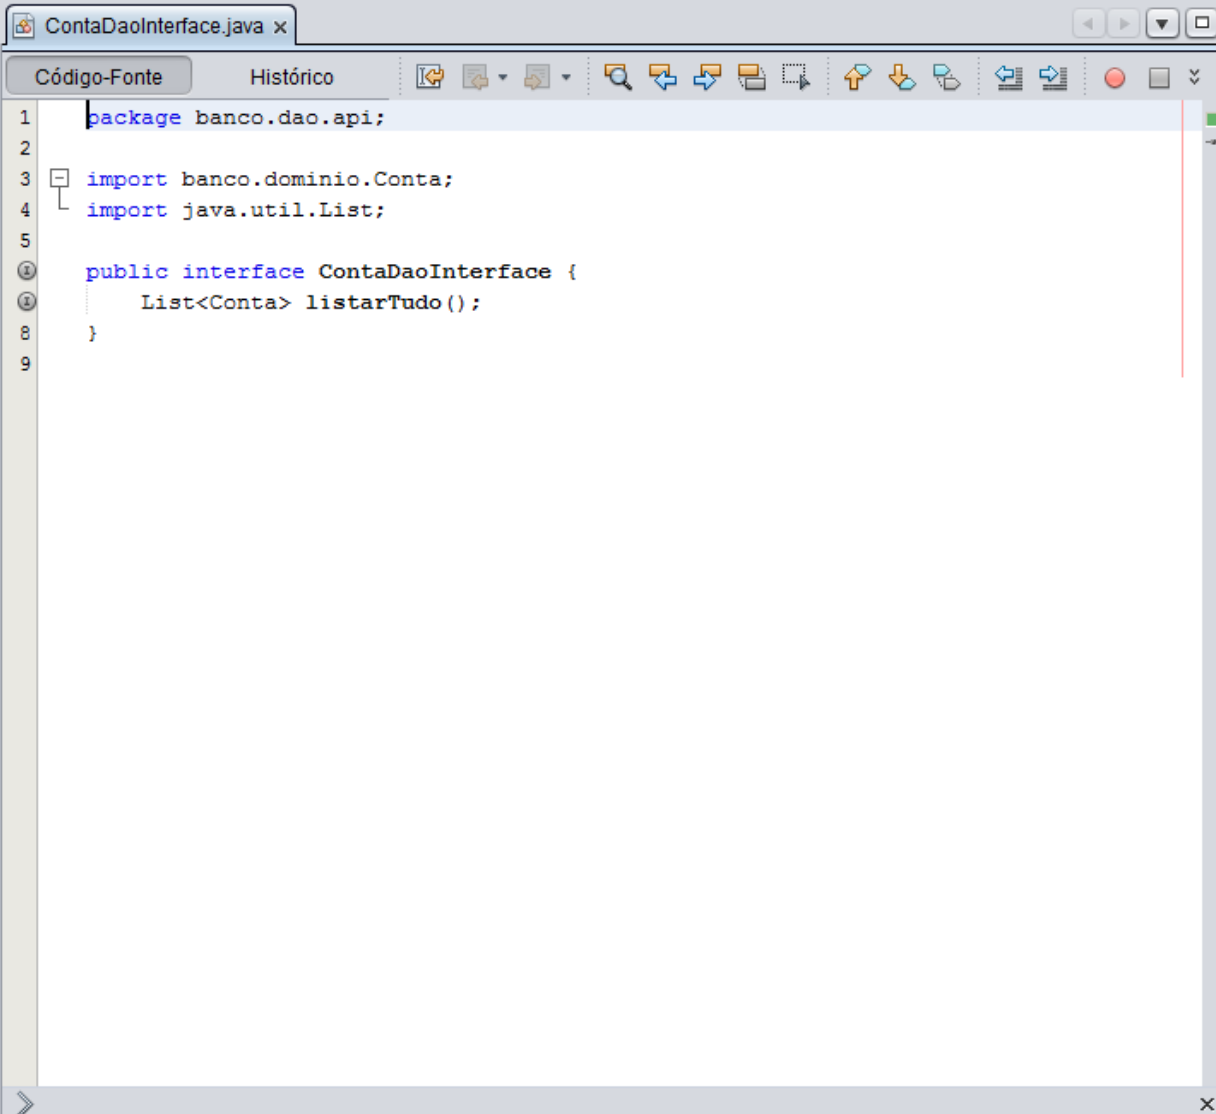 ContaDaoInterface.java
Código-Fonte Histórico
1 package banco.dao.api;
2
3 import banco.dominio.Conta;
4 import java.util.List;
5
public interface ContaDaoInterface {
List<Conta> listarTudo();
8 }
9